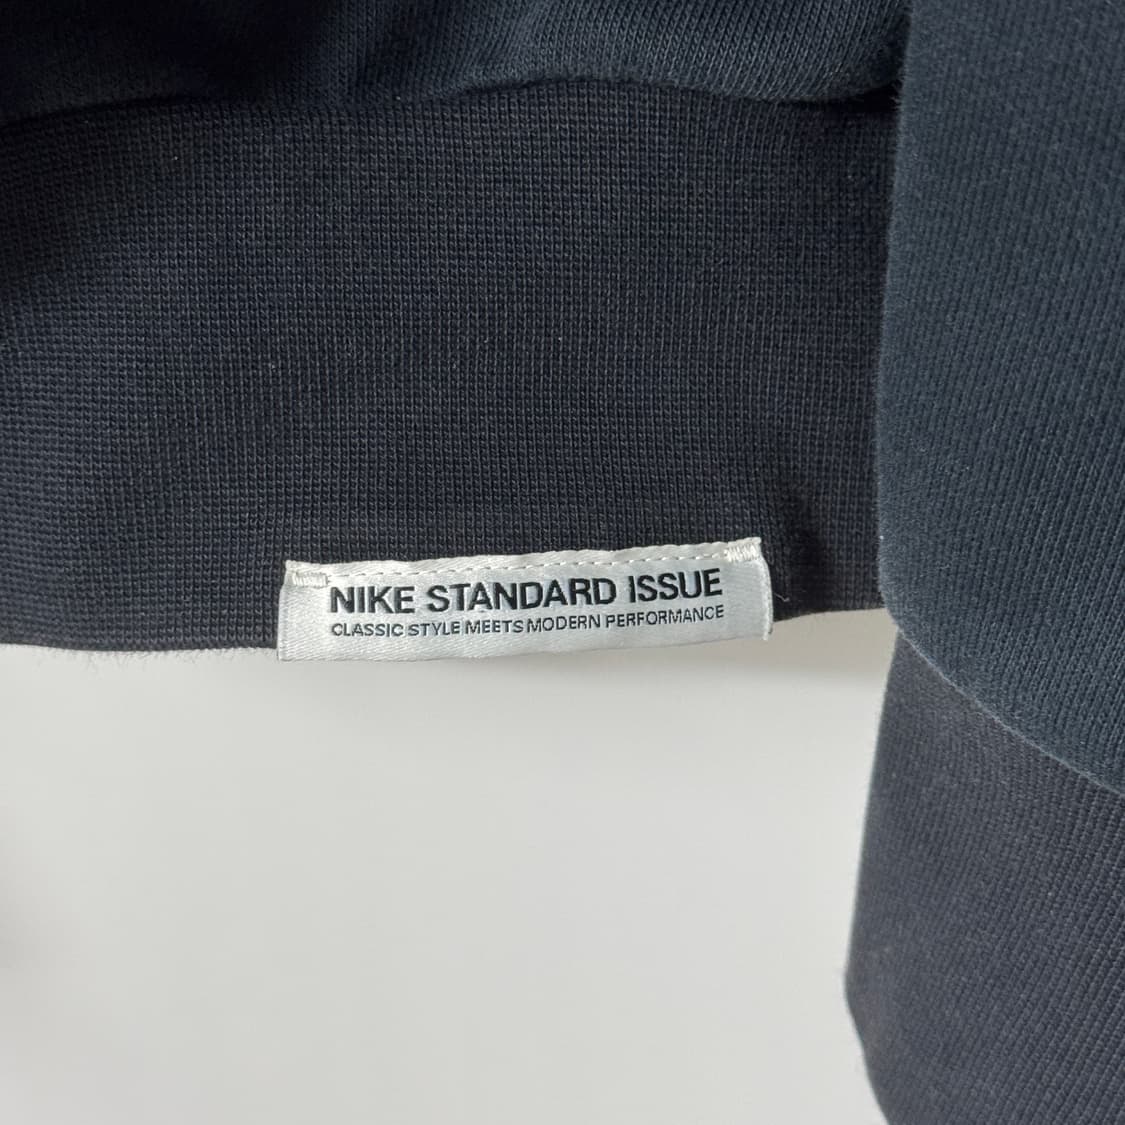 NIKE STANDARD ISSUE
CLASSIC STYLE MEETS MODERN PERFORMANCE